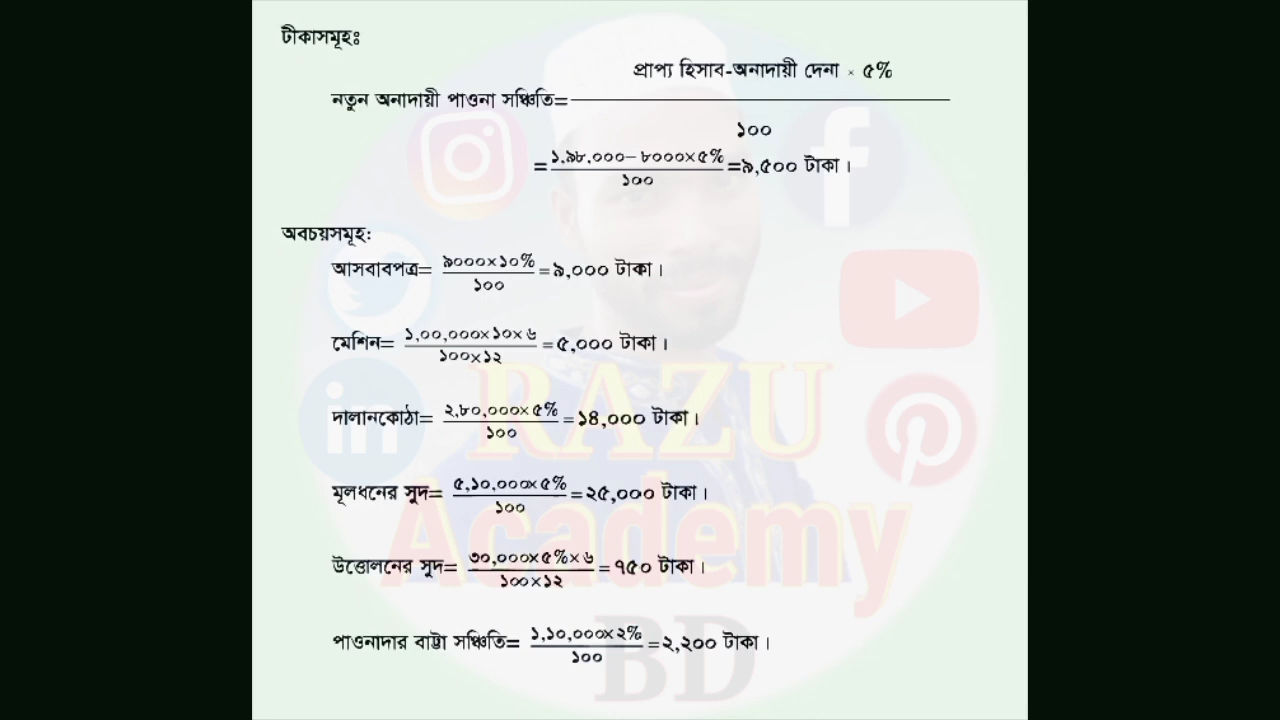 টীকাসমূহঃ
প্রাপ্য হিসাব-অনাদায়ী দেনা × ৫%
নতুন অনাদায়ী পাওনা সঞ্চিতি=
১০০
= ১,৯৮,০০০– ৮০০০×৫% =৯,৫০০ টাকা।
১০০
অবচয়সমূহ:
আসবাবপত্র= ৯০০০×১০% = ৯,০০০ টাকা।
১০০
মেশিন= ১,০০,০০০×১০×৬ = ৫,০০০ টাকা।
১০০×১২
দালানকোঠা= ২,৮০,০০০×৫% = ১৪,০০০ টাকা।
১০০
মূলধনের সুদ= ৫,১০,০০০×৫% = ২৫,০০০ টাকা।
১০০
উত্তোলনের সুদ= ৩০,০০০×৫%×৬ = ৭৫০ টাকা।
১০০×১২
পাওনাদার বাট্টা সঞ্চিতি= ১,১০,০০০×২% =২,২০০ টাকা।
১০০
RAZU
Academy
BD